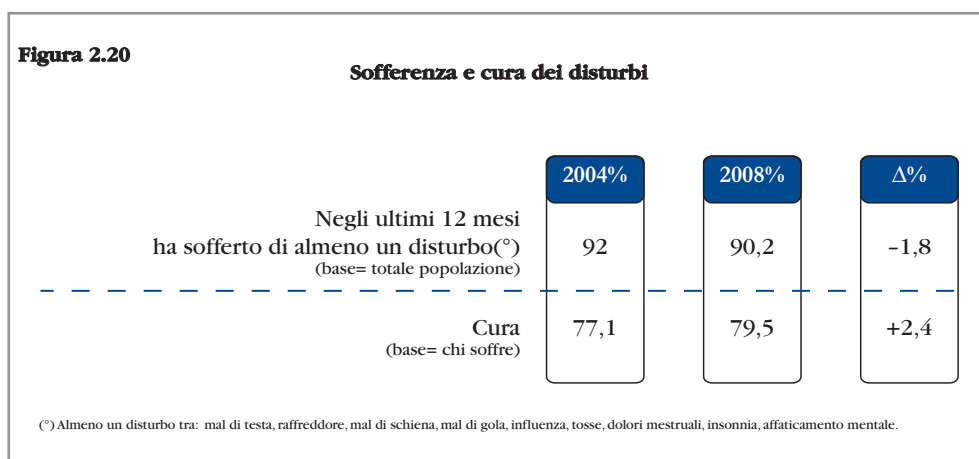 Figura 2.20
Sofferenza e cura dei disturbi
2004% 2008% Δ%
Negli ultimi 12 mesi
ha sofferto di almeno un disturbo(°) 92 90,2 –1,8
(base= totale popolazione)
Cura 77,1 79,5 +2,4
(base= chi soffre)
(°) Almeno un disturbo tra: mal di testa, raffreddore, mal di schiena, mal di gola, influenza, tosse, dolori mestruali, insonnia, affaticamento mentale.